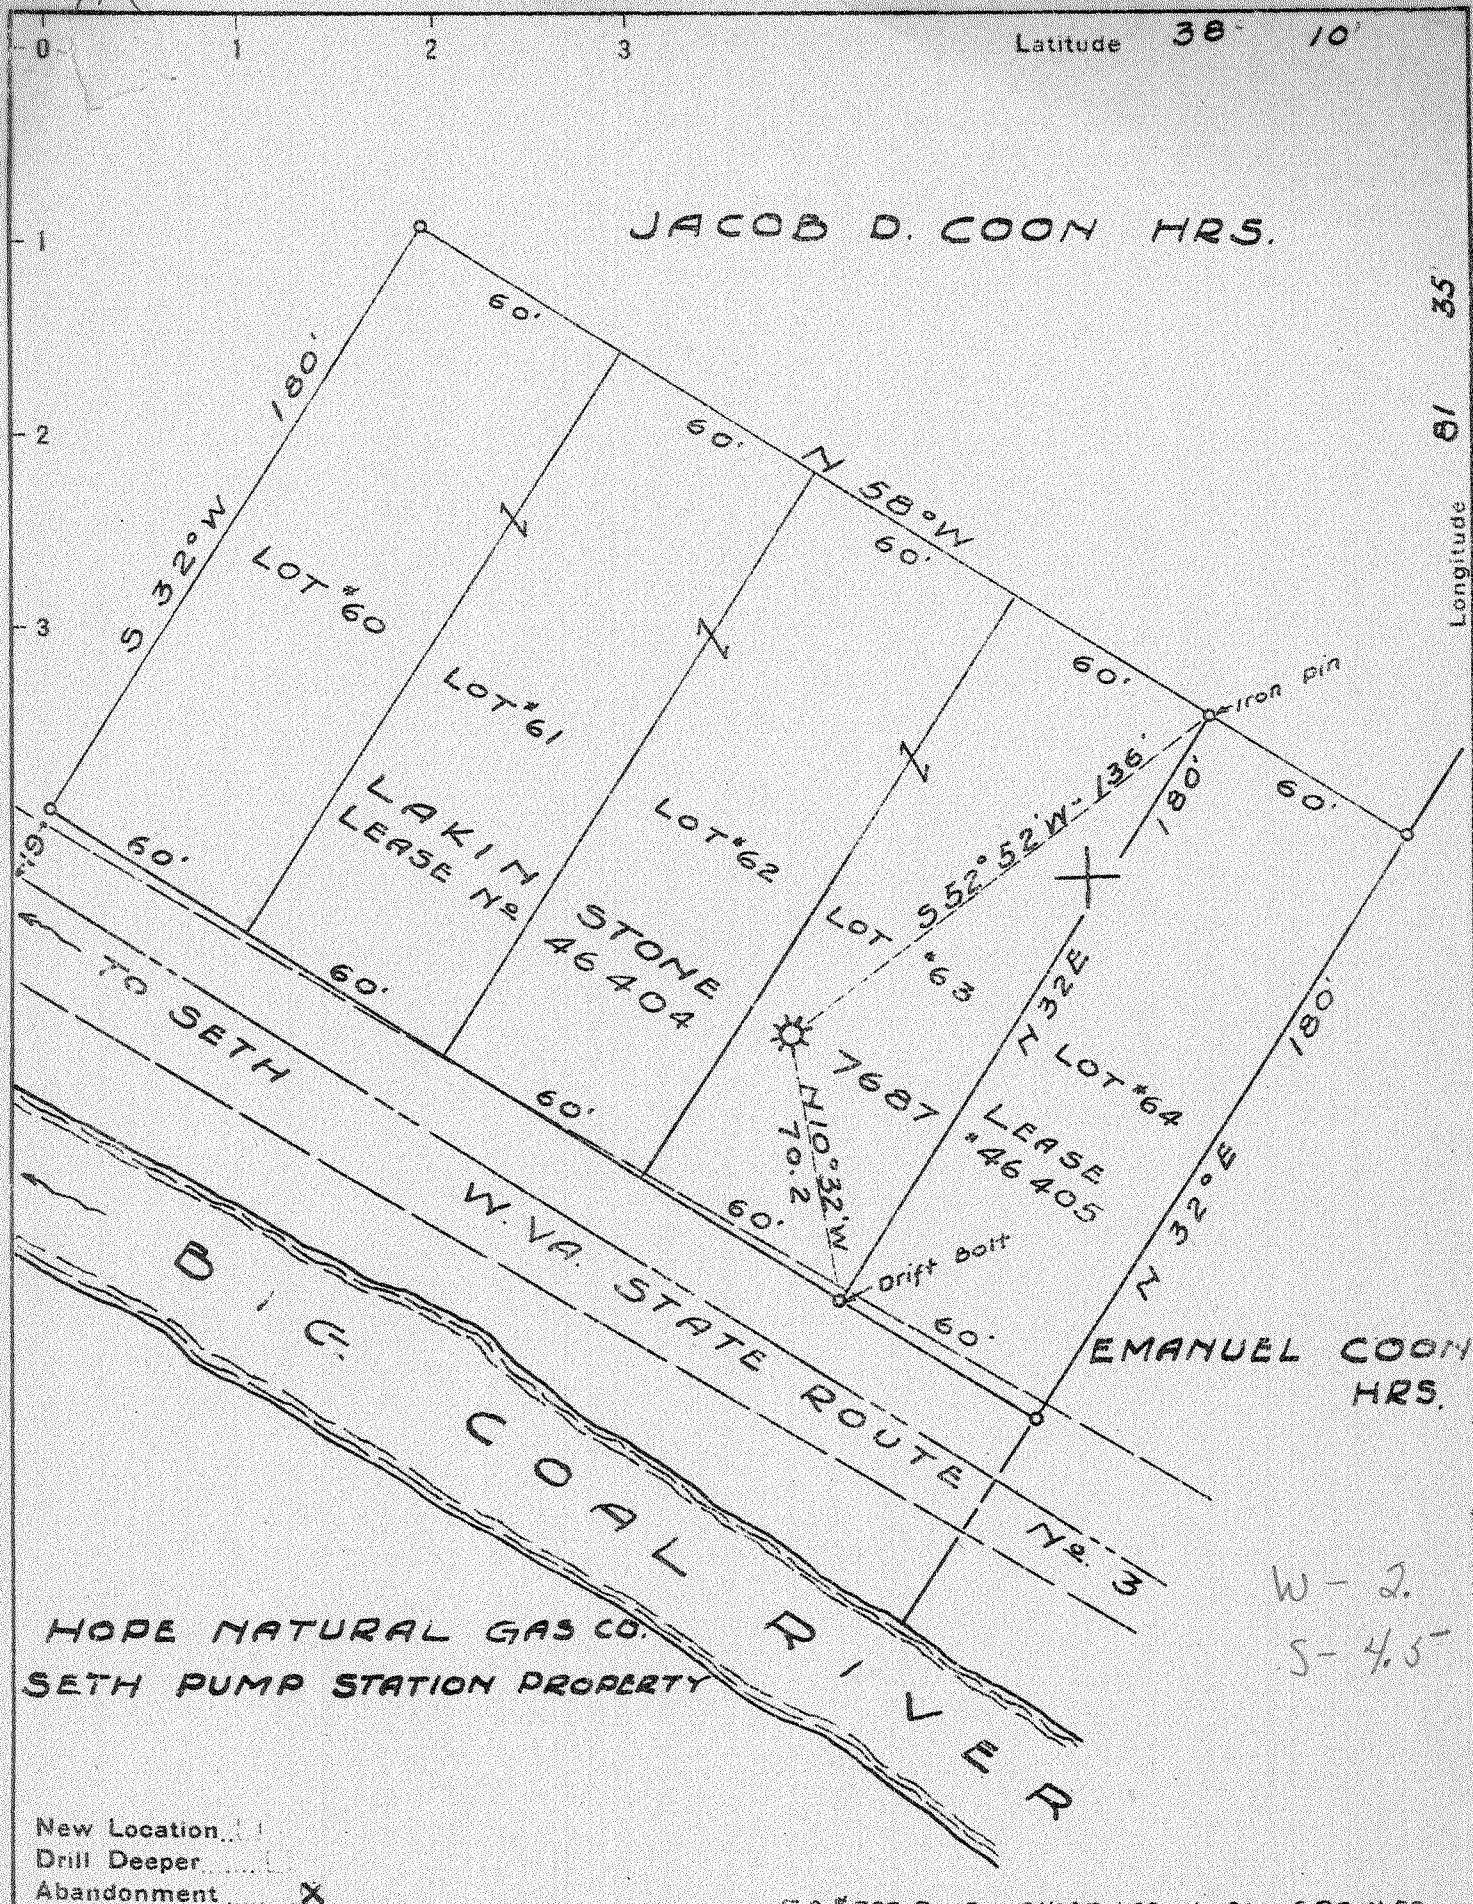 0 1 2 3
Latitude 38- 10'
1
2
3
Longitude 81 35
JACOB D. COON HRS.
60'
180'
S 32° W
60'
N 58° W
60'
60'
Iron Pin
60'
LOT #60
LOT #61
LAKIN STONE
LEASE No 46404
LOT #62
LOT #63
S 52° 52' W - 136'
180'
N 32E
LOT #64
LEASE
#46405
180'
N 32° E
7687
N 10° 32' W
70.2
Drift Bolt
60'
60'
60'
60'
60'
19'
TO SETH
W. VA. STATE ROUTE No. 3
BIG COAL RIVER
EMANUEL COON
HRS.
HOPE NATURAL GAS CO.
SETH PUMP STATION PROPERTY
W - 2.
S - 4.5
New Location
Drill Deeper
Abandonment X